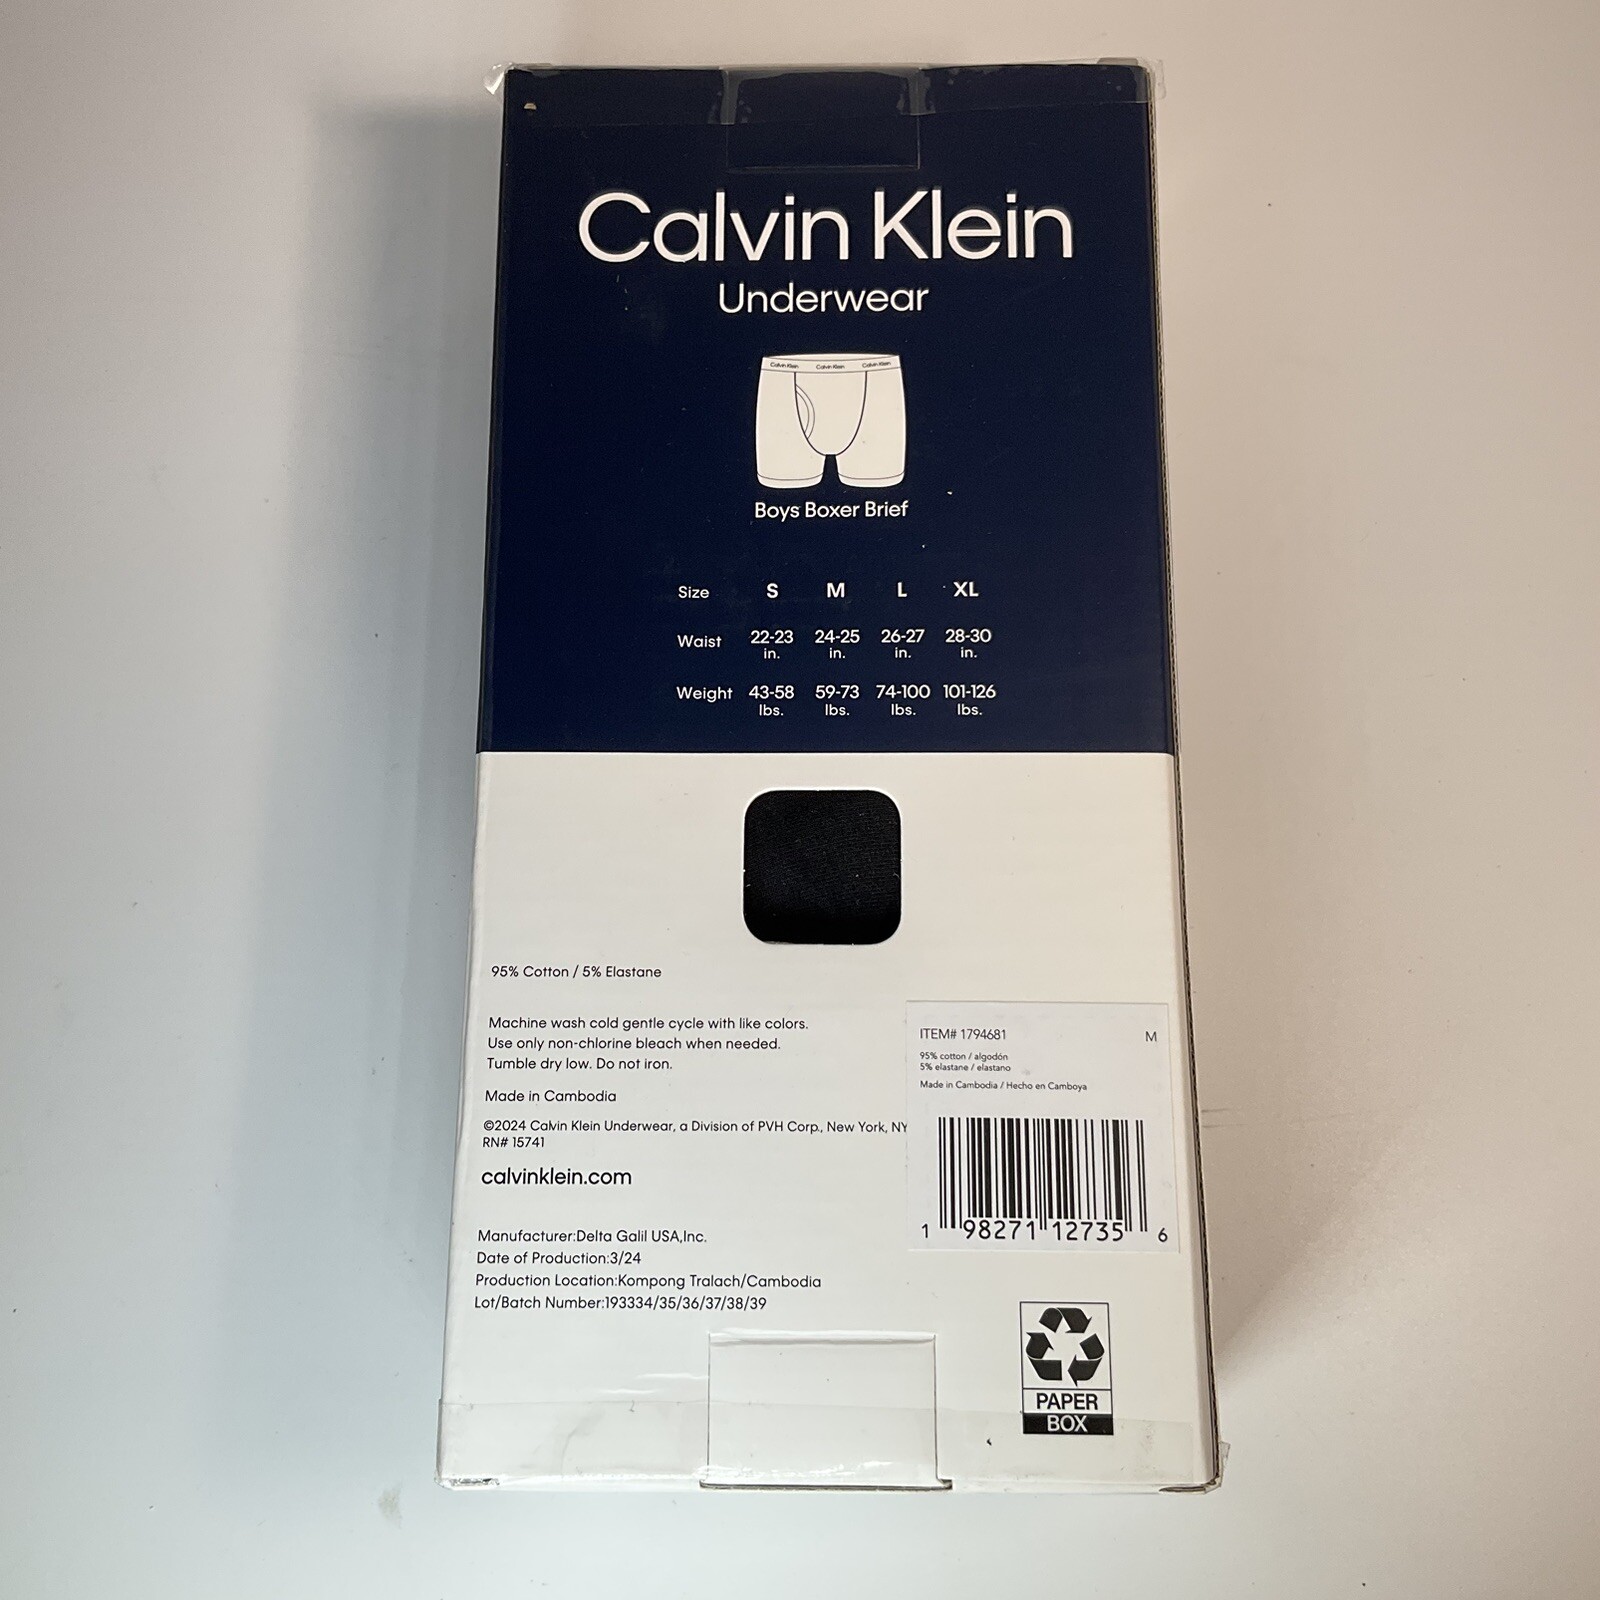 Calvin Klein
Underwear
Calvin Klein Calvin Klein Calvin Klein
Boys Boxer Brief
Size S M L XL
Waist 22-23 in. 24-25 in. 26-27 in. 28-30 in.
Weight 43-58 lbs. 59-73 lbs. 74-100 lbs. 101-126 lbs.
95% Cotton / 5% Elastane
Machine wash cold gentle cycle with like colors.
Use only non-chlorine bleach when needed.
Tumble dry low. Do not iron.
Made in Cambodia
©2024 Calvin Klein Underwear, a Division of PVH Corp., New York, NY
RN# 15741
calvinklein.com
Manufacturer:Delta Galil USA,Inc.
Date of Production:3/24
Production Location:Kompong Tralach/Cambodia
Lot/Batch Number:193334/35/36/37/38/39
ITEM# 1794681 M
95% cotton / algodón
5% elastane / elastano
Made in Cambodia / Hecho en Camboya
1 98271 12735 6
PAPER
BOX